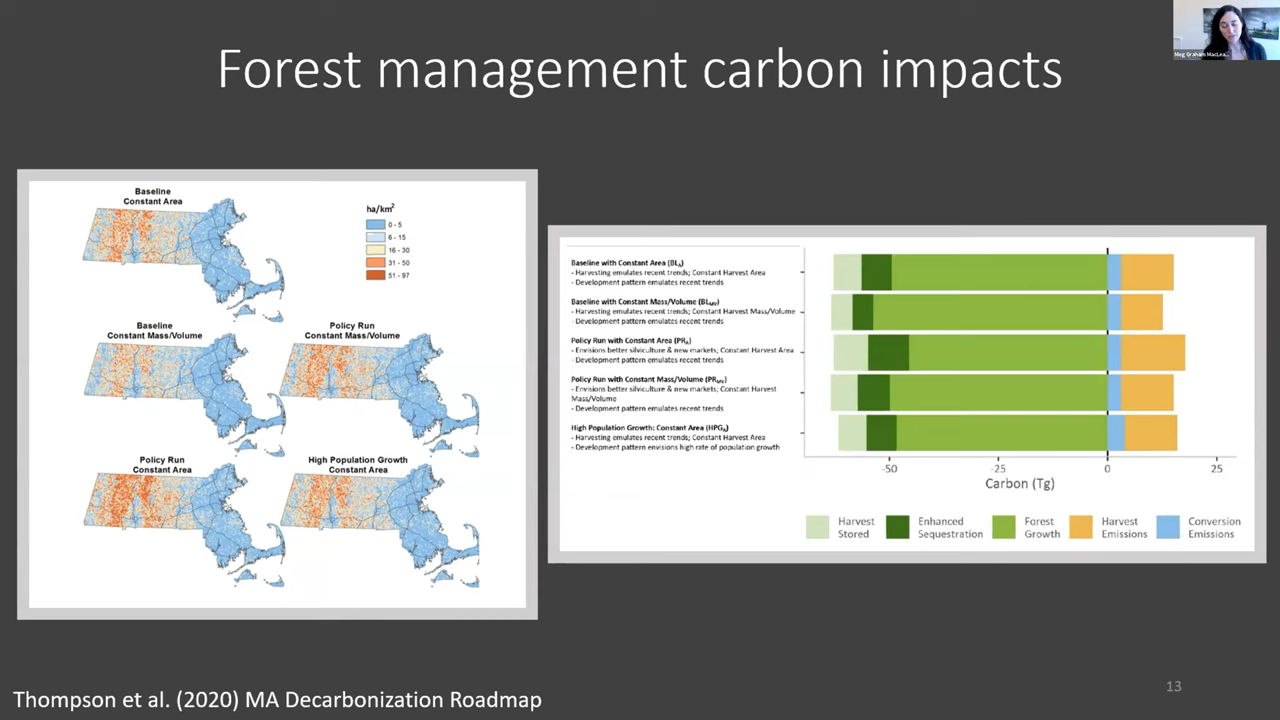 Forest management carbon impacts
Meg Graham MacLea...
Baseline
Constant Area
ha/km2
0 - 5
6 - 15
16 - 30
31 - 50
51 - 97
Baseline
Constant Mass/Volume
Policy Run
Constant Mass/Volume
Policy Run
Constant Area
High Population Growth
Constant Area
Baseline with Constant Area (BLA)
- Harvesting emulates recent trends; Constant Harvest Area
- Development pattern emulates recent trends
Baseline with Constant Mass/Volume (BLMV)
- Harvesting emulates recent trends; Constant Harvest Mass/Volume
- Development pattern emulates recent trends
Policy Run with Constant Area (PRA)
- Envisions better silviculture & new markets; Constant Harvest Area
- Development pattern emulates recent trends
Policy Run with Constant Mass/Volume (PRMV)
- Envisions better silviculture & new markets; Constant Harvest
Mass/Volume
- Development pattern emulates recent trends
High Population Growth: Constant Area (HPGA)
- Harvesting emulates recent trends; Constant Harvest Area
- Development pattern envisions high rate of population growth
-50 -25 0 25
Carbon (Tg)
Harvest
Stored
Enhanced
Sequestration
Forest
Growth
Harvest
Emissions
Conversion
Emissions
13
Thompson et al. (2020) MA Decarbonization Roadmap